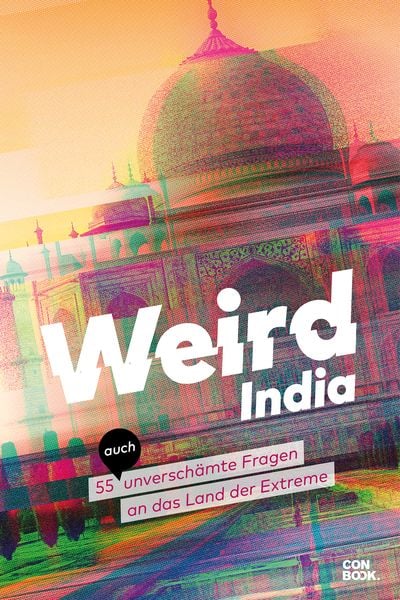 Weird
India
auch
55 unverschämte Fragen
an das Land der Extreme
CON
BOOK.